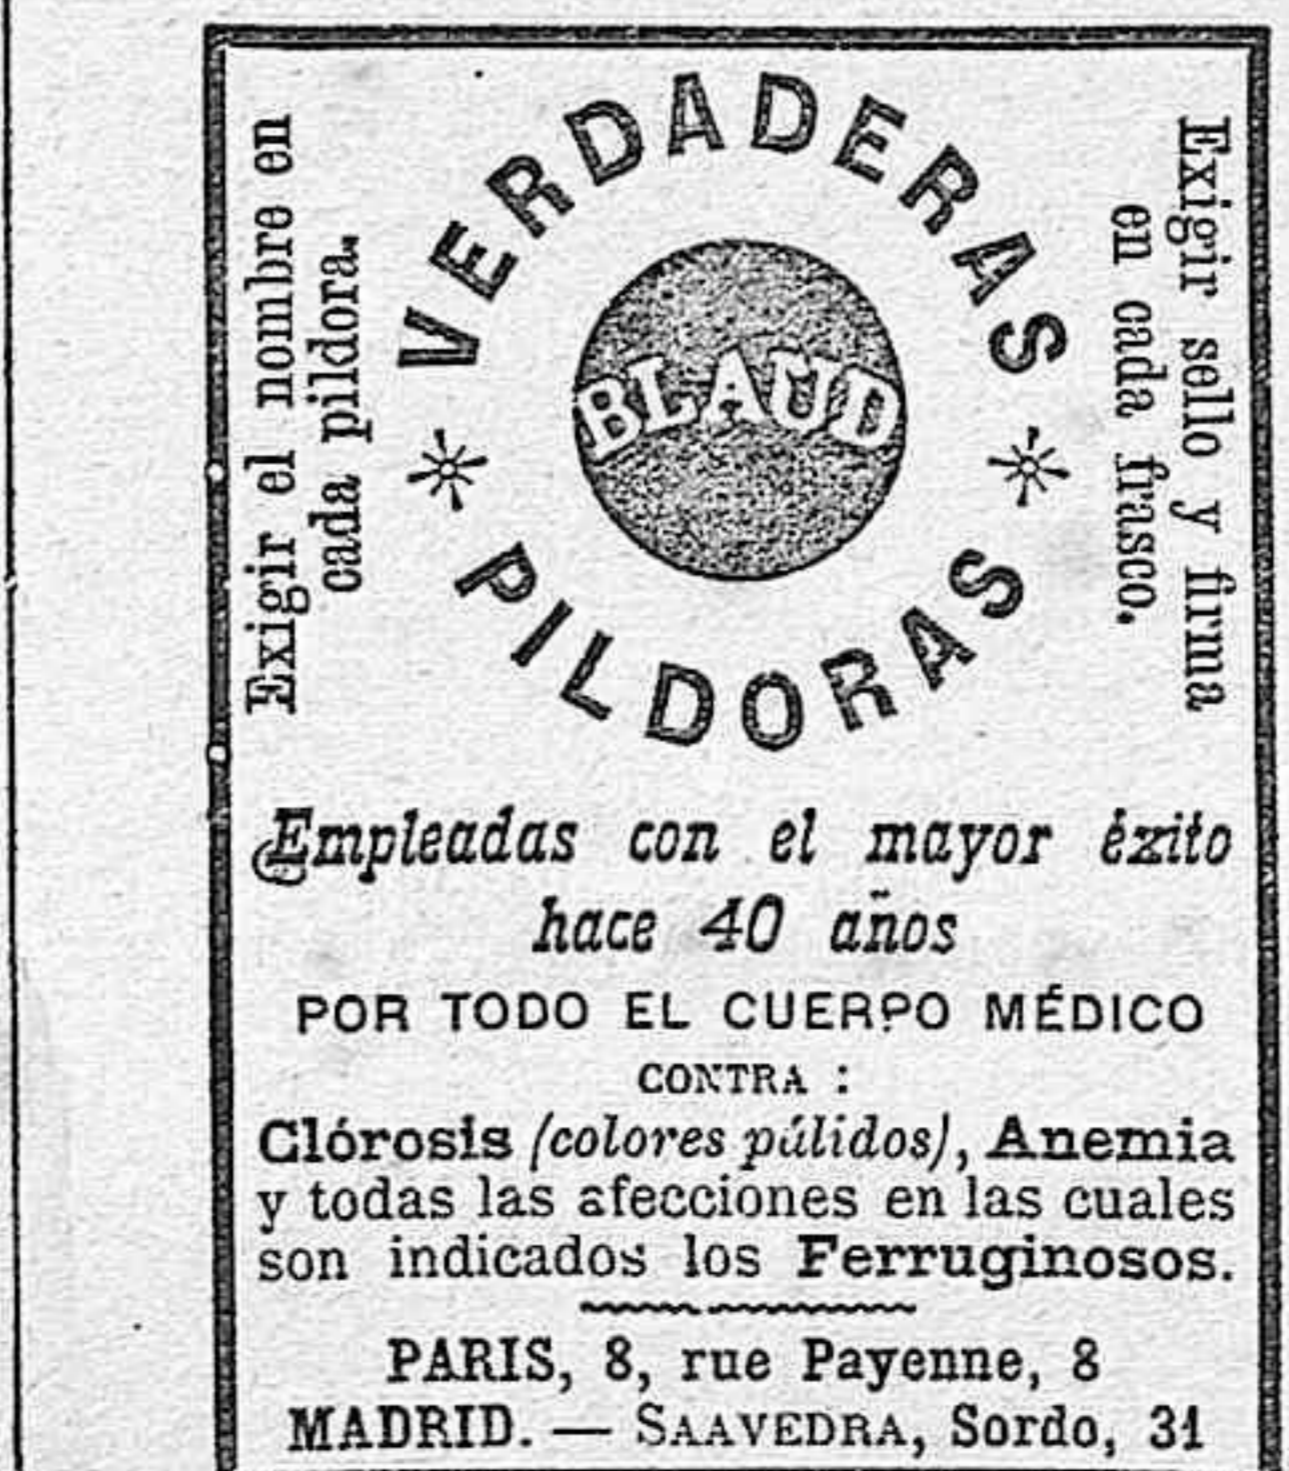 Exigir el nombre en
cada pildora.
VERDADERAS
BLAUD
PILDORAS
Exigir sello y firma
en cada frasco.
Empleadas con el mayor éxito
hace 40 años
POR TODO EL CUERPO MÉDICO
CONTRA :
Clórosis (colores pálidos), Anemia
y todas las afecciones en las cuales
son indicados los Ferruginosos.
PARIS, 8, rue Payenne, 8
MADRID. — SAAVEDRA, Sordo, 31